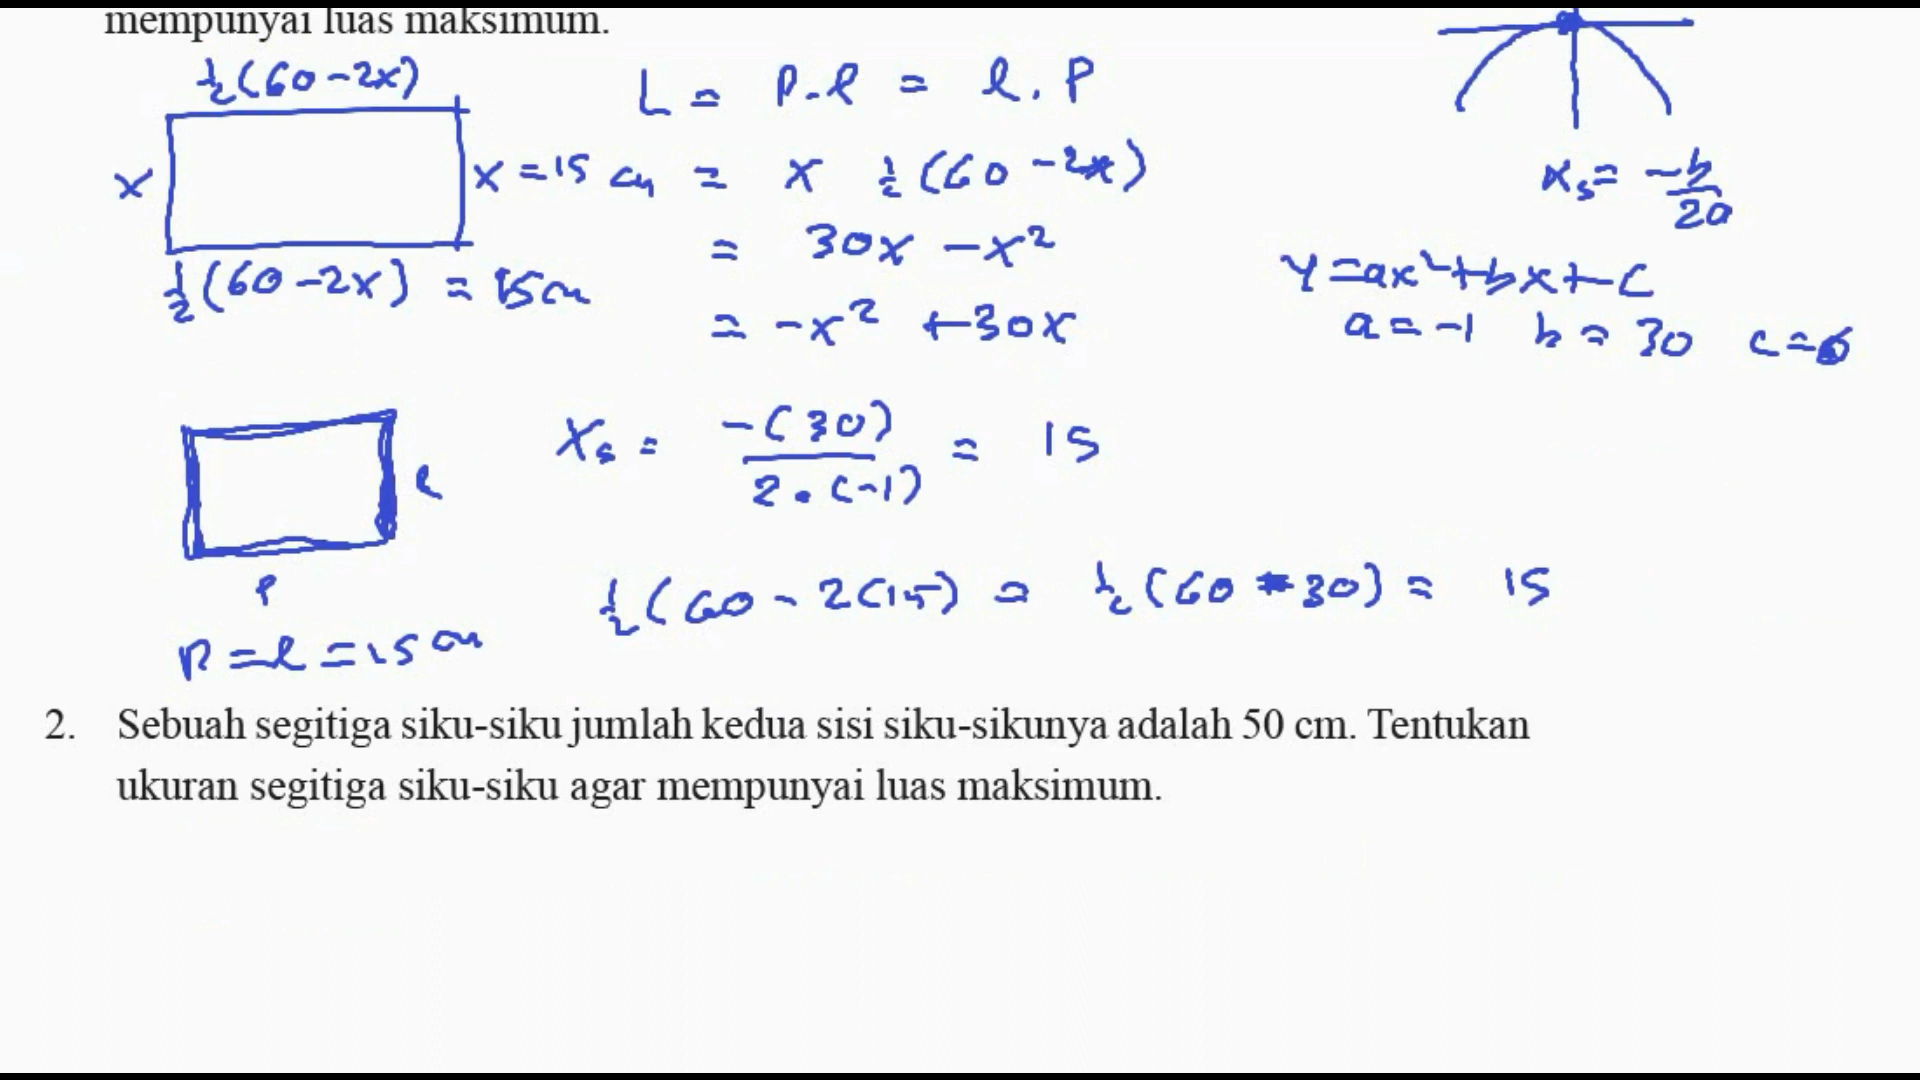 mempunyai luas maksimum.
½(60-2x)
L = p.l = l.p
x
x = 15 cm
= x ½(60-2x)
xs = -b/2a
= 30x - x²
y = ax² + bx + c
½(60-2x) = 15 cm
= -x² + 30x
a = -1 b = 30 c = 0
xs = -(30)/2.(-1) = 15
l
p
½(60-2(15) = ½(60-30) = 15
p = l = 15 cm
2. Sebuah segitiga siku-siku jumlah kedua sisi siku-sikunya adalah 50 cm. Tentukan
ukuran segitiga siku-siku agar mempunyai luas maksimum.